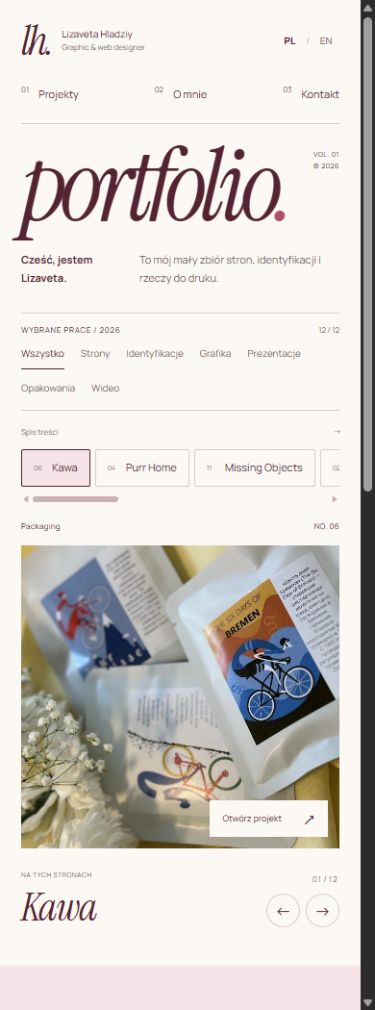 lh.
Lizaveta Hladziy
Graphic & web designer
PL / EN
01 Projekty
02 O mnie
03 Kontakt
portfolio.
VOL. 01
© 2026
Cześć, jestem
Lizaveta.
To mój mały zbiór stron, identyfikacji i
rzeczy do druku.
WYBRANE PRACE / 2026
12 / 12
Wszystko Strony Identyfikacje Grafika Prezentacje
Opakowania Wideo
Spis treści →
06 Kawa
04 Purr Home
11 Missing Objects
02
Packaging
NO. 06
THE SIX DAYS OF
BREMEN
Otwórz projekt ↗
NA TYCH STRONACH
01 / 12
Kawa
← →